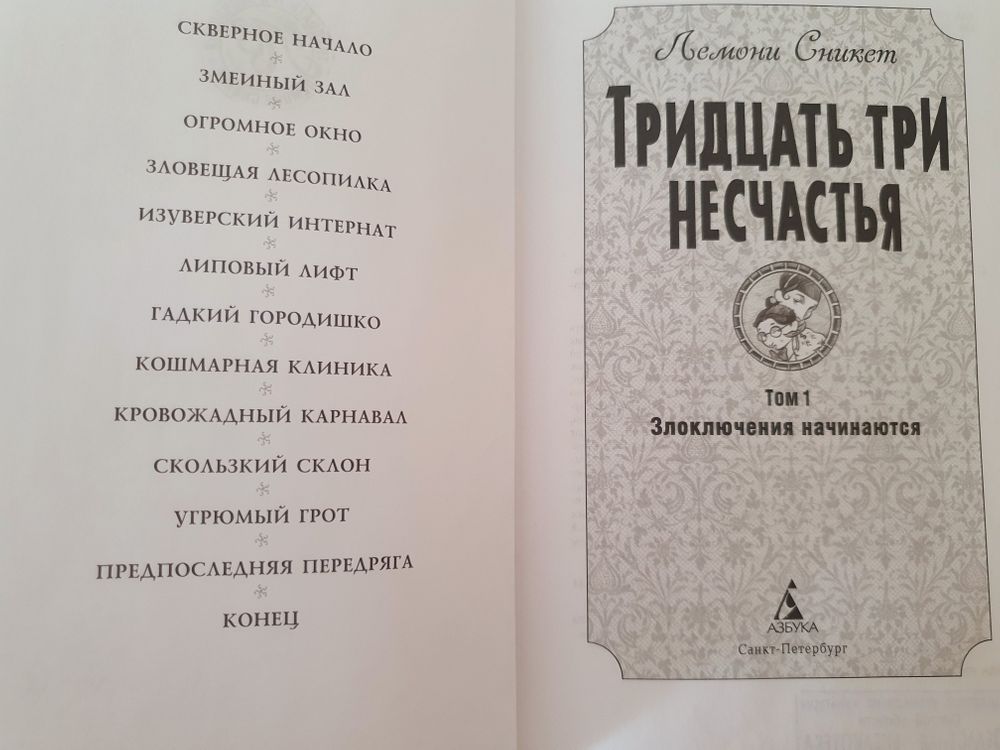 СКВЕРНОЕ НАЧАЛО
ЗМЕИНЫЙ ЗАЛ
ОГРОМНОЕ ОКНО
ЗЛОВЕЩАЯ ЛЕСОПИЛКА
ИЗУВЕРСКИЙ ИНТЕРНАТ
ЛИПОВЫЙ ЛИФТ
ГАДКИЙ ГОРОДИШКО
КОШМАРНАЯ КЛИНИКА
КРОВОЖАДНЫЙ КАРНАВАЛ
СКОЛЬЗКИЙ СКЛОН
УГРЮМЫЙ ГРОТ
ПРЕДПОСЛЕДНЯЯ ПЕРЕДРЯГА
КОНЕЦ
Лемони Сникет
ТРИДЦАТЬ ТРИ
НЕСЧАСТЬЯ
Том 1
Злоключения начинаются
АЗБУКА
Санкт-Петербург